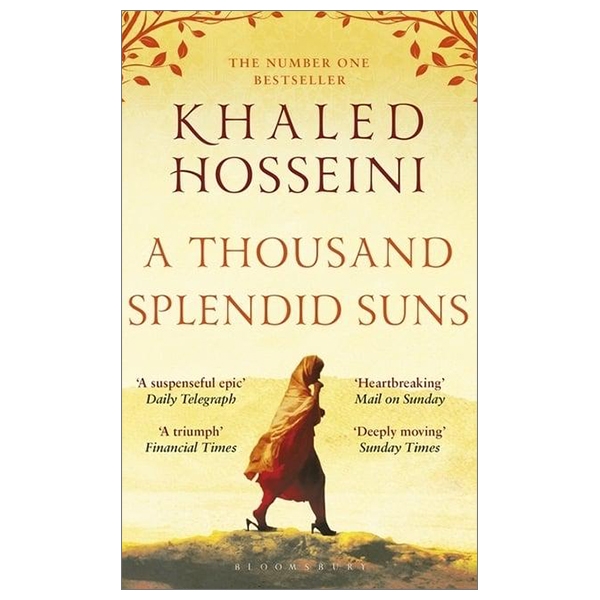 THE NUMBER ONE
BESTSELLER
KHALED
HOSSEINI
A THOUSAND
SPLENDID SUNS
‘A suspenseful epic’
Daily Telegraph
‘Heartbreaking’
Mail on Sunday
‘A triumph’
Financial Times
‘Deeply moving’
Sunday Times
BLOOMSBURY